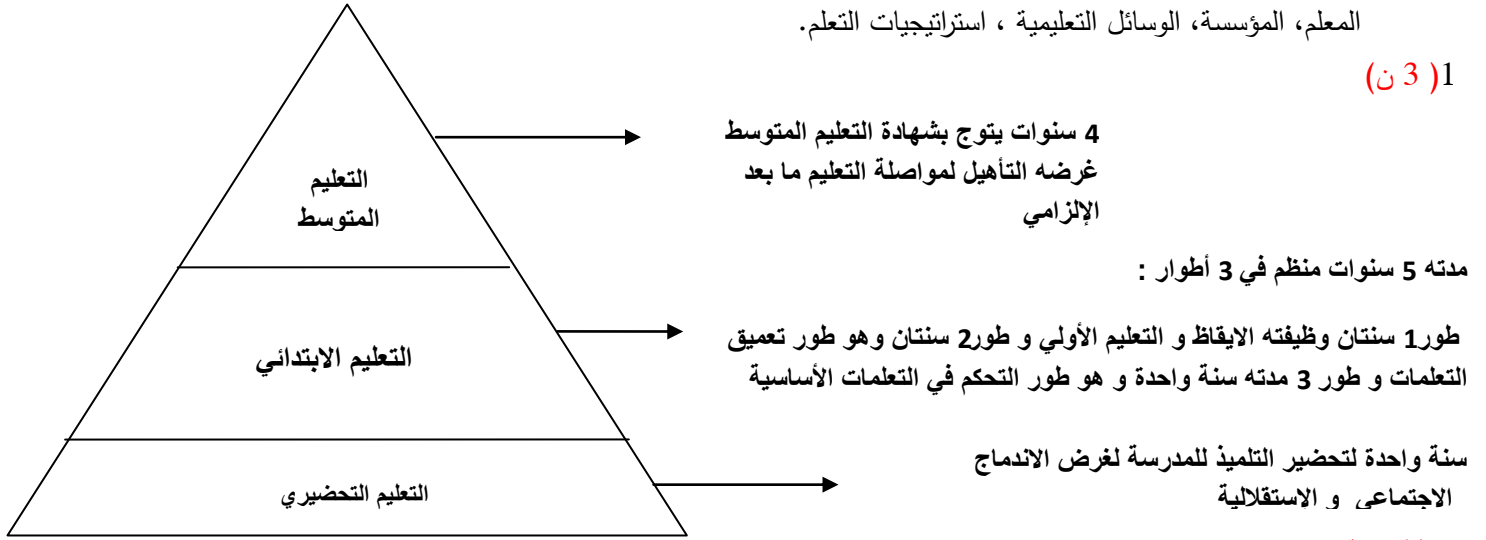 المعلم، المؤسسة، الوسائل التعليمية ، استراتيجيات التعلم.
1( 3 ن)
4 سنوات يتوج بشهادة التعليم المتوسط
غرضه التأهيل لمواصلة التعليم ما بعد
الإلزامي
التعليم
المتوسط
مدته 5 سنوات منظم في 3 أطوار :
طور1 سنتان وظيفته الايقاظ و التعليم الأولي و طور2 سنتان وهو طور تعميق
التعلمات و طور 3 مدته سنة واحدة و هو طور التحكم في التعلمات الأساسية
التعليم الابتدائي
سنة واحدة لتحضير التلميذ للمدرسة لغرض الاندماج
الاجتماعي و الإستقلالية
التعليم التحضيري